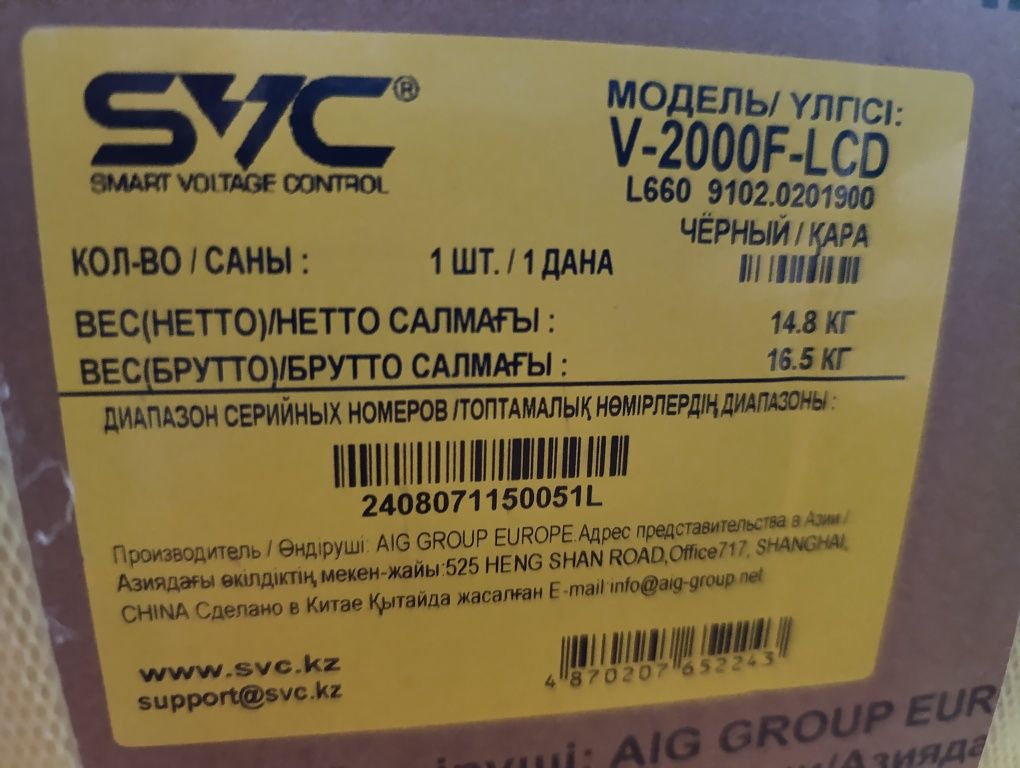 SVC®
SMART VOLTAGE CONTROL
МОДЕЛЬ/ ҮЛГІСІ:
V-2000F-LCD
L660 9102.0201900
ЧЁРНЫЙ / ҚАРА
КОЛ-ВО / САНЫ : 1 ШТ. / 1 ДАНА
ВЕС(НЕТТО)/НЕТТО САЛМАҒЫ : 14.8 КГ
ВЕС(БРУТТО)/БРУТТО САЛМАҒЫ : 16.5 КГ
ДИАПАЗОН СЕРИЙНЫХ НОМЕРОВ /ТОПТАМАЛЫҚ НӨМІРЛЕРДІҢ ДИАПАЗОНЫ :
2408071150051L
Производитель / Өндіруші: AIG GROUP EUROPE.Адрес представительства в Азии /
Азиядағы өкілдіктің мекен-жайы:525 HENG SHAN ROAD,Office717, SHANGHAI,
CHINA Сделано в Китае Қытайда жасалған E-mail:info@aig-group.net
www.svc.kz
support@svc.kz
4 870207 652243
AIG GROUP EUR